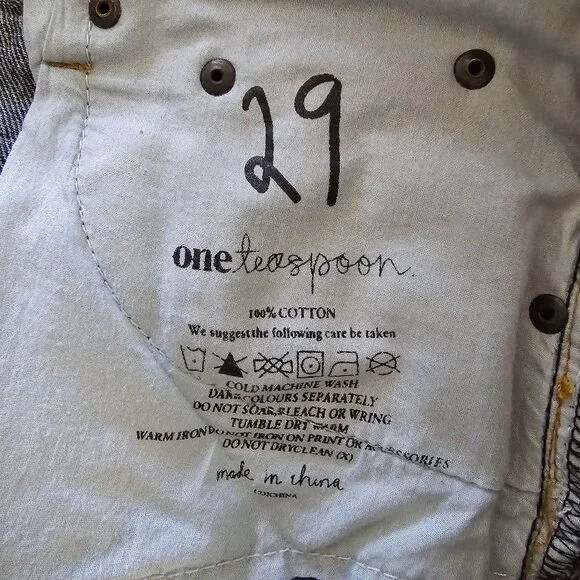 29
one teaspoon.
100% COTTON
We suggest the following care be taken
COLD MACHINE WASH
DARK COLOURS SEPARATELY
DO NOT SOAK, BLEACH OR WRING
TUMBLE DRY WARM
WARM IRON DO NOT IRON ON PRINT OR ACCESSORIES
DO NOT DRYCLEAN (X)
made in china